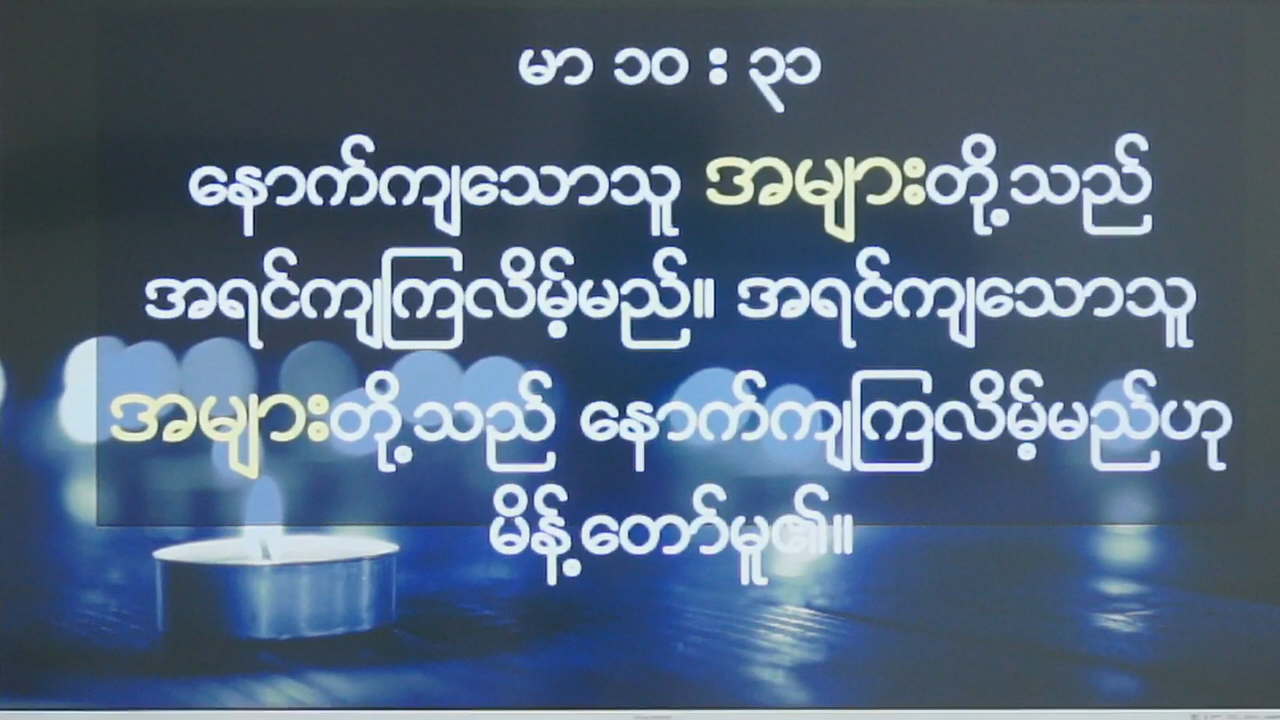 မာ ၁၀ : ၃၁
နောက်ကျသောသူ အများတို့သည်
အရင်ကျကြလိမ့်မည်။ အရင်ကျသောသူ
အများတို့သည် နောက်ကျကြလိမ့်မည်ဟု
မိန့်တော်မူ၏။